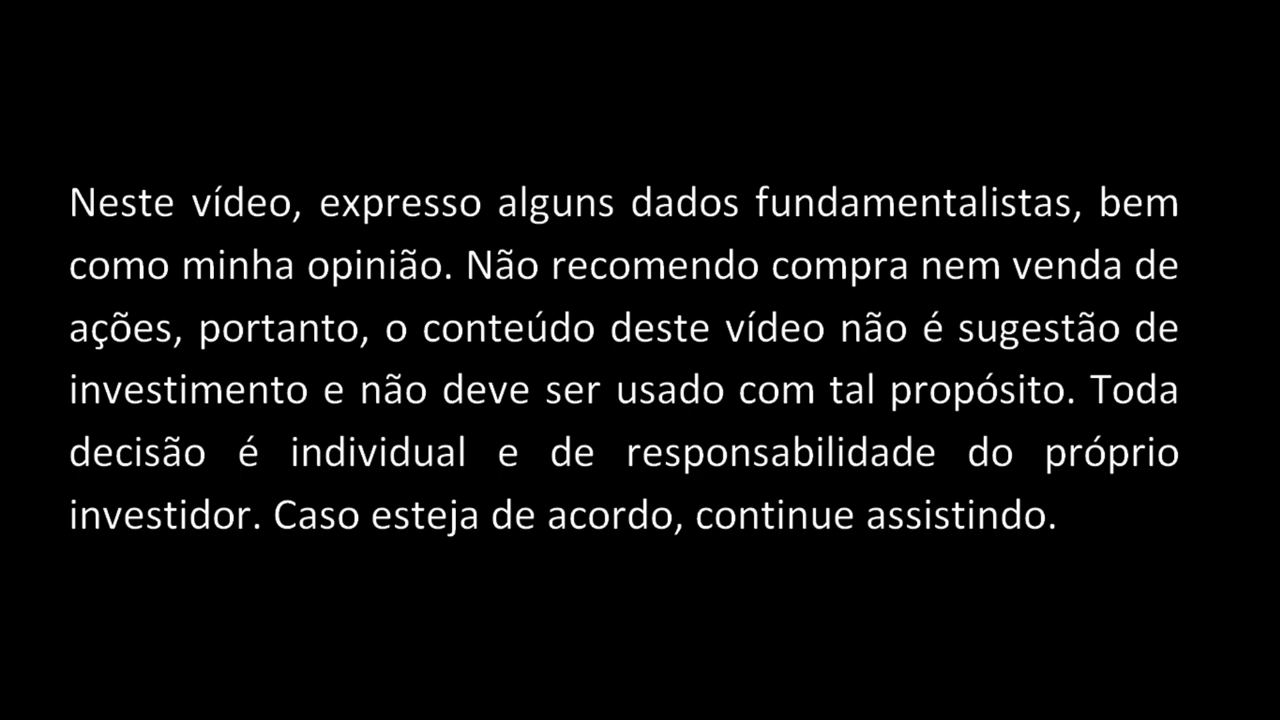 Neste vídeo, expresso alguns dados fundamentalistas, bem
como minha opinião. Não recomendo compra nem venda de
ações, portanto, o conteúdo deste vídeo não é sugestão de
investimento e não deve ser usado com tal propósito. Toda
decisão é individual e de responsabilidade do próprio
investidor. Caso esteja de acordo, continue assistindo.